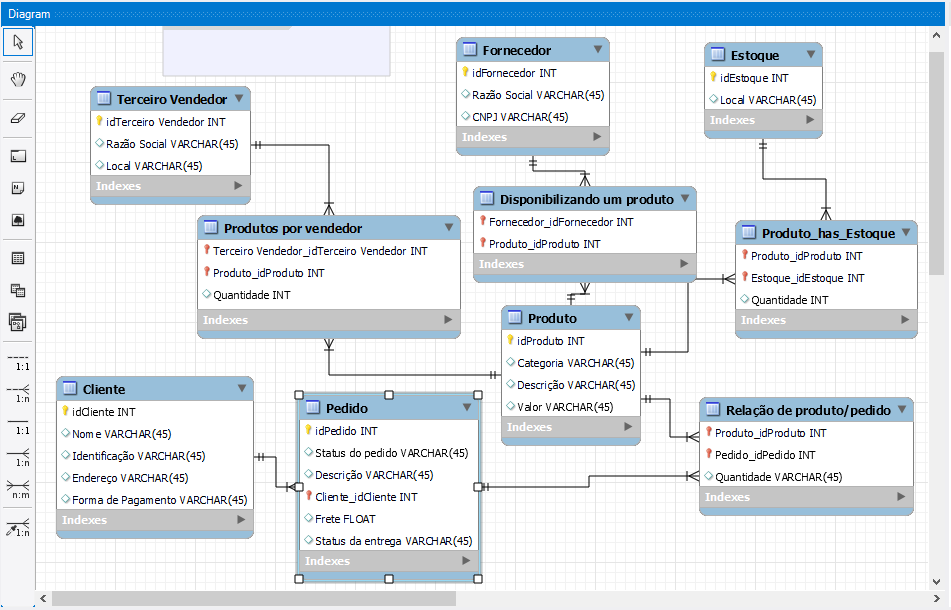 Diagram
Fornecedor
idFornecedor INT
Razão Social VARCHAR(45)
CNPJ VARCHAR(45)
Indexes
Estoque
idEstoque INT
Local VARCHAR(45)
Indexes
Terceiro Vendedor
idTerceiro Vendedor INT
Razão Social VARCHAR(45)
Local VARCHAR(45)
Indexes
Disponibilizando um produto
Fornecedor_idFornecedor INT
Produto_idProduto INT
Indexes
Produtos por vendedor
Terceiro Vendedor_idTerceiro Vendedor INT
Produto_idProduto INT
Quantidade INT
Indexes
Produto_has_Estoque
Produto_idProduto INT
Estoque_idEstoque INT
Quantidade INT
Indexes
Produto
idProduto INT
Categoria VARCHAR(45)
Descrição VARCHAR(45)
Valor VARCHAR(45)
Indexes
Cliente
idCliente INT
Nome VARCHAR(45)
Identificação VARCHAR(45)
Endereço VARCHAR(45)
Forma de Pagamento VARCHAR(45)
Indexes
Pedido
idPedido INT
Status do pedido VARCHAR(45)
Descrição VARCHAR(45)
Cliente_idCliente INT
Frete FLOAT
Status da entrega VARCHAR(45)
Indexes
Relação de produto/pedido
Produto_idProduto INT
Pedido_idPedido INT
Quantidade VARCHAR(45)
Indexes
1:1
1:n
1:1
1:n
n:m
1:n